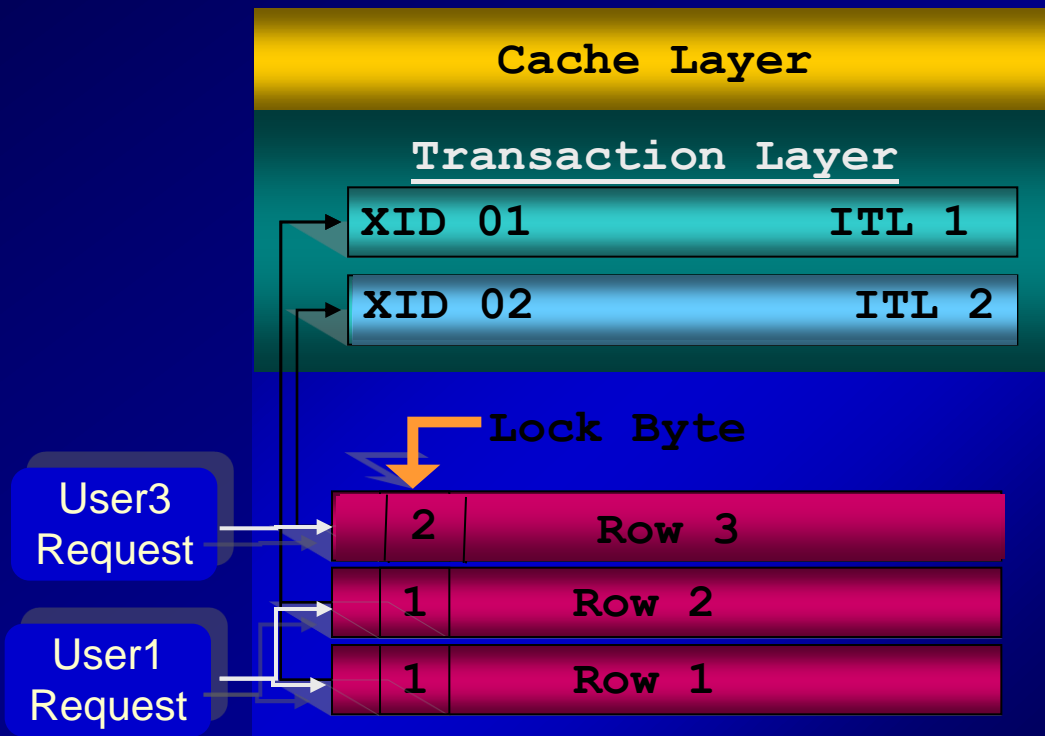 Cache Layer
Transaction Layer
XID 01 ITL 1
XID 02 ITL 2
Lock Byte
User3
Request
2 Row 3
1 Row 2
User1
Request
1 Row 1